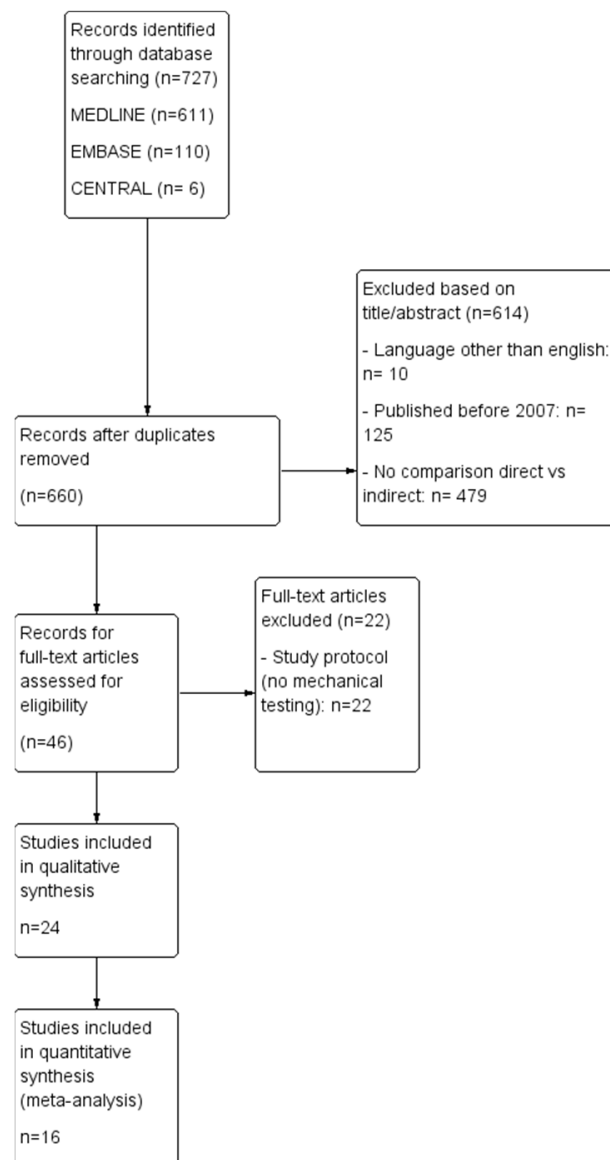 Records identified
through database
searching (n=727)
MEDLINE (n=611)
EMBASE (n=110)
CENTRAL (n= 6)
Excluded based on
title/abstract (n=614)
- Language other than english:
n= 10
- Published before 2007: n=
125
- No comparison direct vs
indirect: n= 479
Records after duplicates
removed
(n=660)
Full-text articles
excluded (n=22)
- Study protocol
(no mechanical
testing): n=22
Records for
full-text articles
assessed for
eligibility
(n=46)
Studies included
in qualitative
synthesis
n=24
Studies included
in quantitative
synthesis
(meta-analysis)
n=16